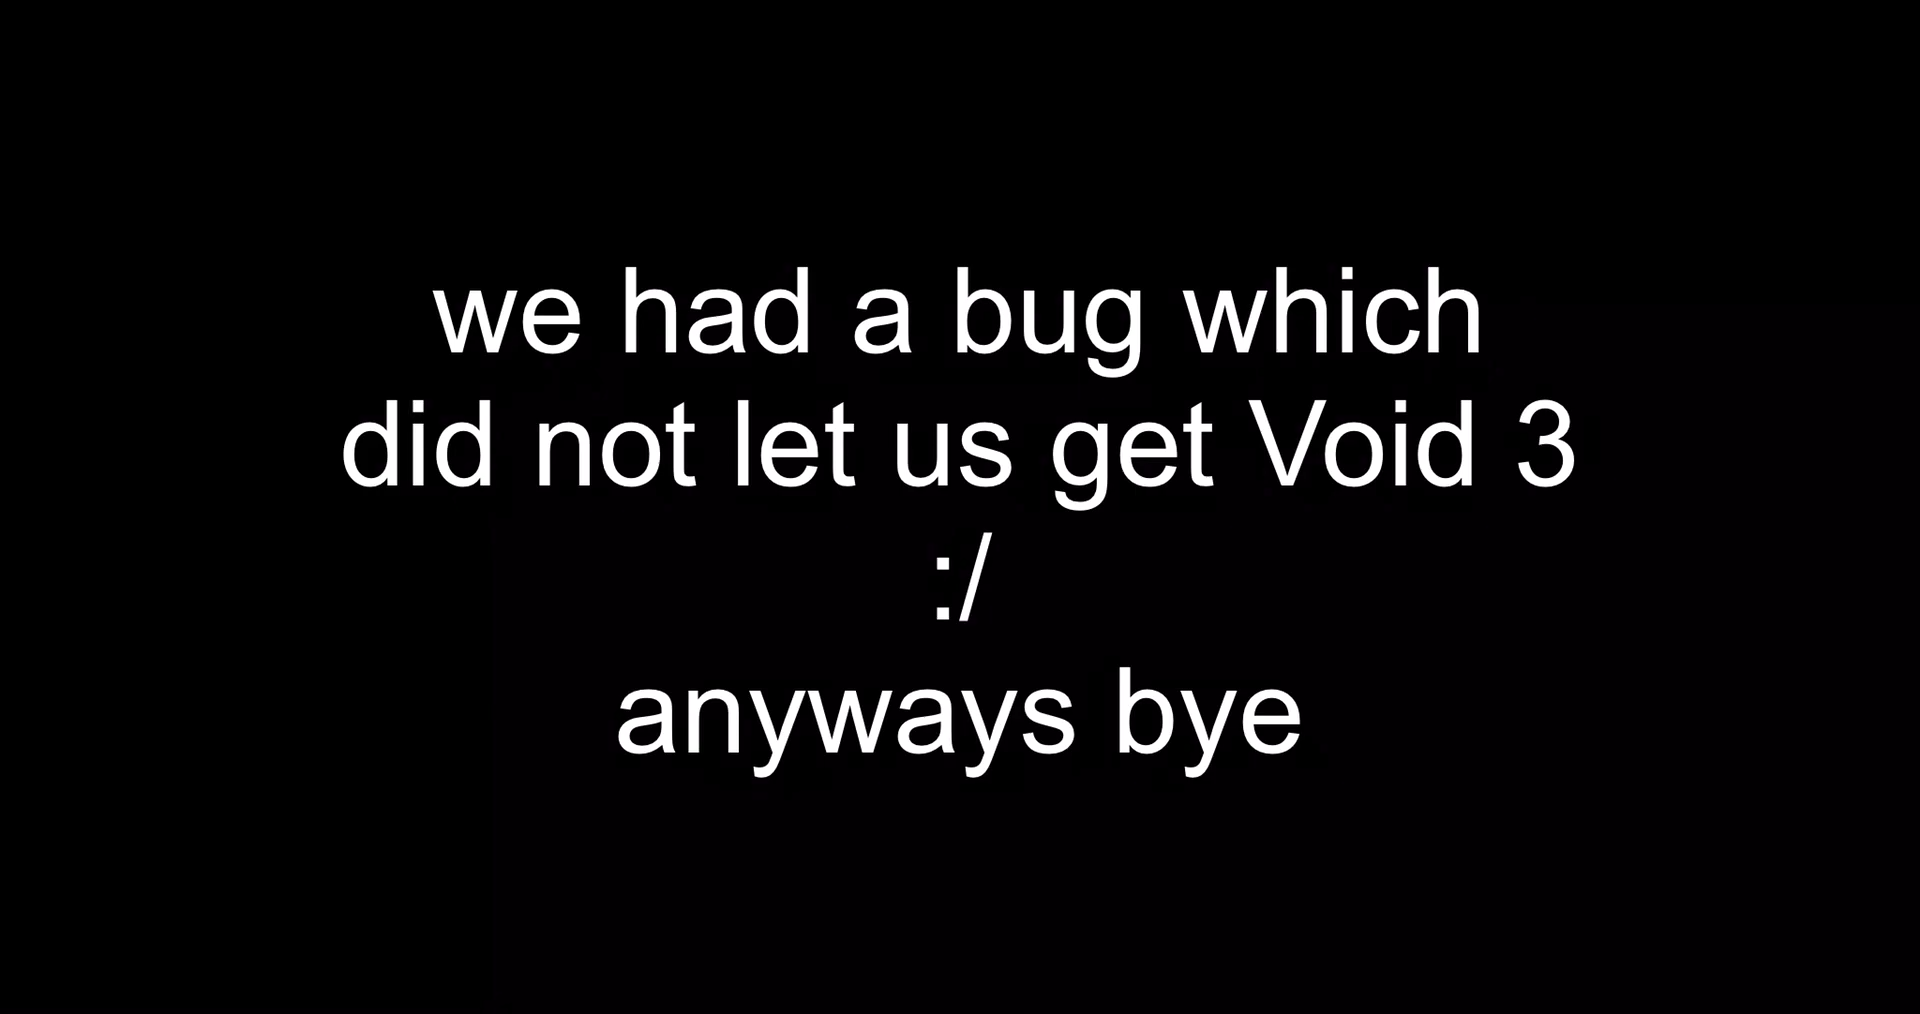 we had a bug which
did not let us get Void 3
:/
anyways bye